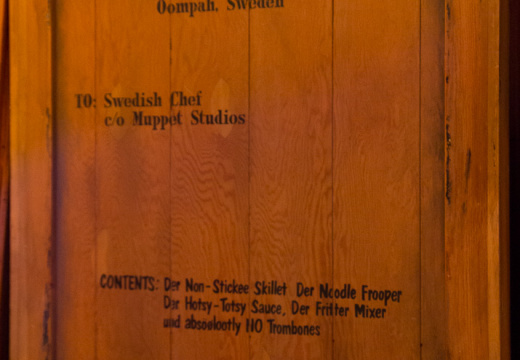 Oompah, Sweden
TO: Swedish Chef
c/o Muppet Studios
CONTENTS: Der Non-Stickee Skillet Der Noodle Frooper
Der Hotsy-Totsy Sauce, Der Fritter Mixer
und absoolootly NO Trombones